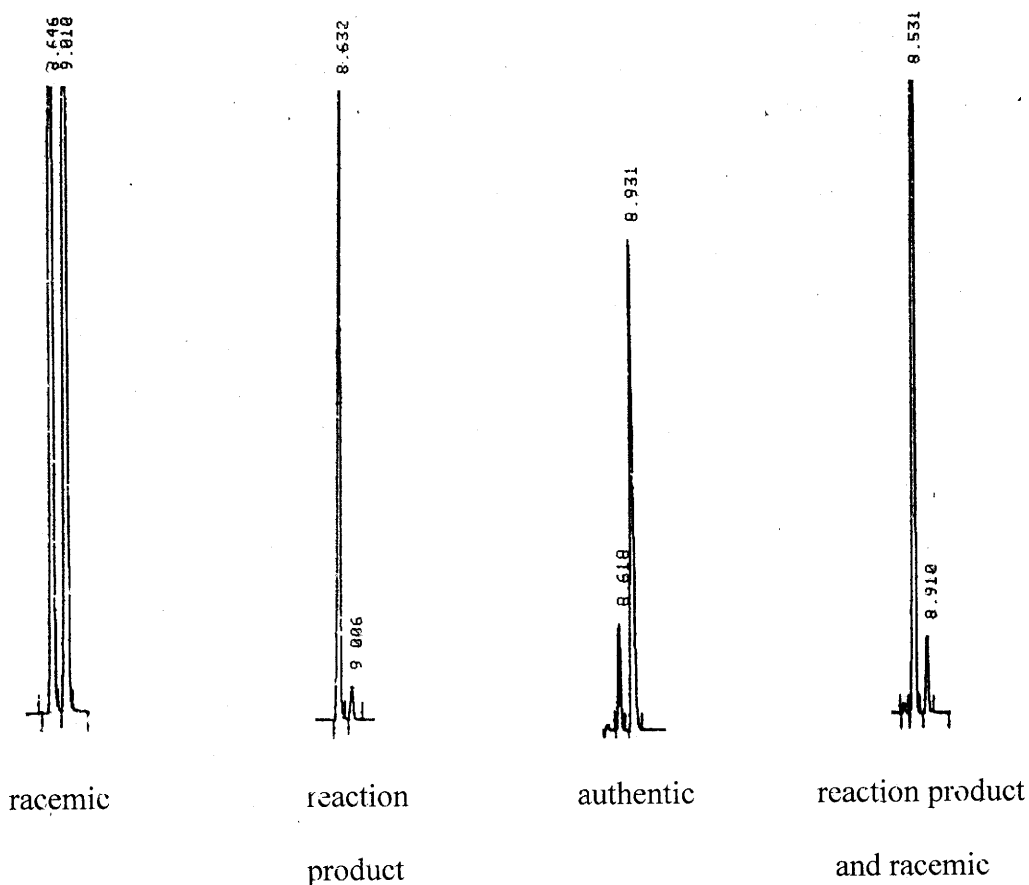 8.646
9.010
8.632
9 006
8 618
8.931
8.531
8.910
racemic
reaction
product
authentic
reaction product
and racemic